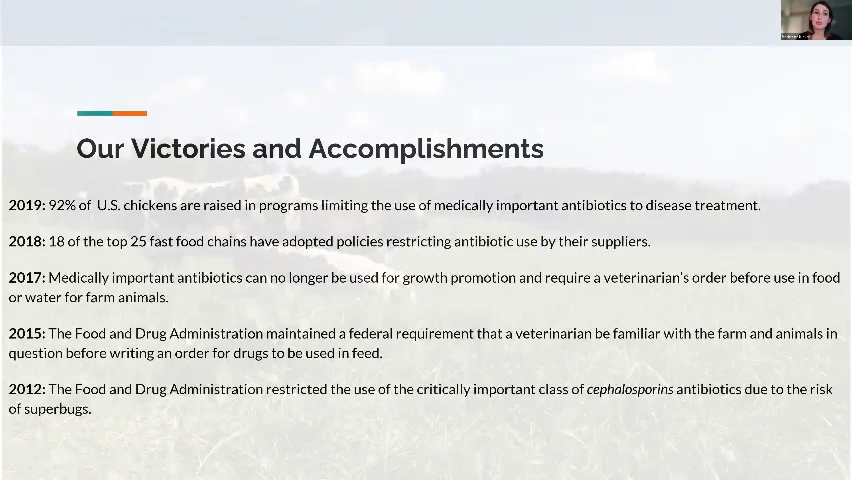 Our Victories and Accomplishments
2019: 92% of U.S. chickens are raised in programs limiting the use of medically important antibiotics to disease treatment.
2018: 18 of the top 25 fast food chains have adopted policies restricting antibiotic use by their suppliers.
2017: Medically important antibiotics can no longer be used for growth promotion and require a veterinarian's order before use in food
or water for farm animals.
2015: The Food and Drug Administration maintained a federal requirement that a veterinarian be familiar with the farm and animals in
question before writing an order for drugs to be used in feed.
2012: The Food and Drug Administration restricted the use of the critically important class of cephalosporins antibiotics due to the risk
of superbugs.